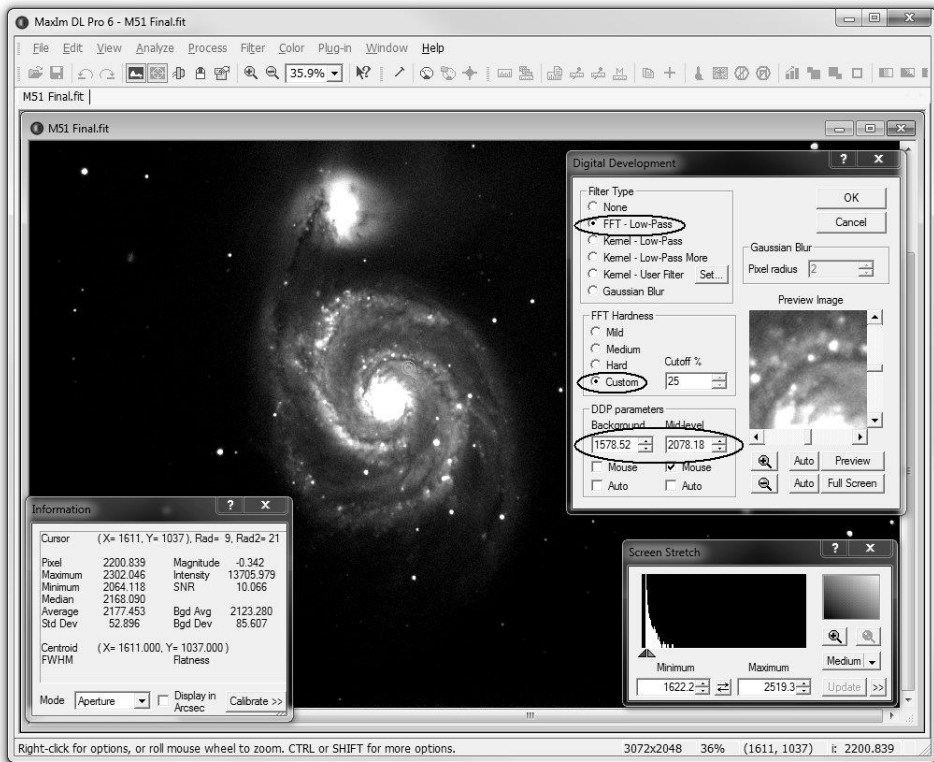 MaxIm DL Pro 6 - M51 Final.fit
File Edit View Analyze Process Filter Color Plug-in Window Help
35.9%
M51 Final.fit
M51 Final.fit
Digital Development
Filter Type
None
FFT - Low-Pass
Kernel - Low-Pass
Kernel - Low-Pass More
Kernel - User Filter Set...
Gaussian Blur
OK
Cancel
Gaussian Blur
Pixel radius 2
FFT Hardness
Mild
Medium
Hard
Custom
Cutoff %
25
Preview Image
DDP parameters
Background Mid-level
1578.52 2078.18
Mouse Mouse
Auto Auto
Auto Preview
Auto Full Screen
Information
Cursor (X= 1611, Y= 1037), Rad= 9, Rad2= 21
Pixel 2200.839 Magnitude -0.342
Maximum 2302.046 Intensity 13705.979
Minimum 2064.118 SNR 10.066
Median 2168.090
Average 2177.453 Bgd Avg 2123.280
Std Dev 52.896 Bgd Dev 85.607
Centroid (X= 1611.000, Y= 1037.000)
FWHM Flatness
Mode Aperture Display in Arcsec Calibrate >>
Screen Stretch
Minimum Maximum
1622.2 2519.3
Medium
Update >>
Right-click for options, or roll mouse wheel to zoom. CTRL or SHIFT for more options. 3072x2048 36% (1611, 1037) i: 2200.839